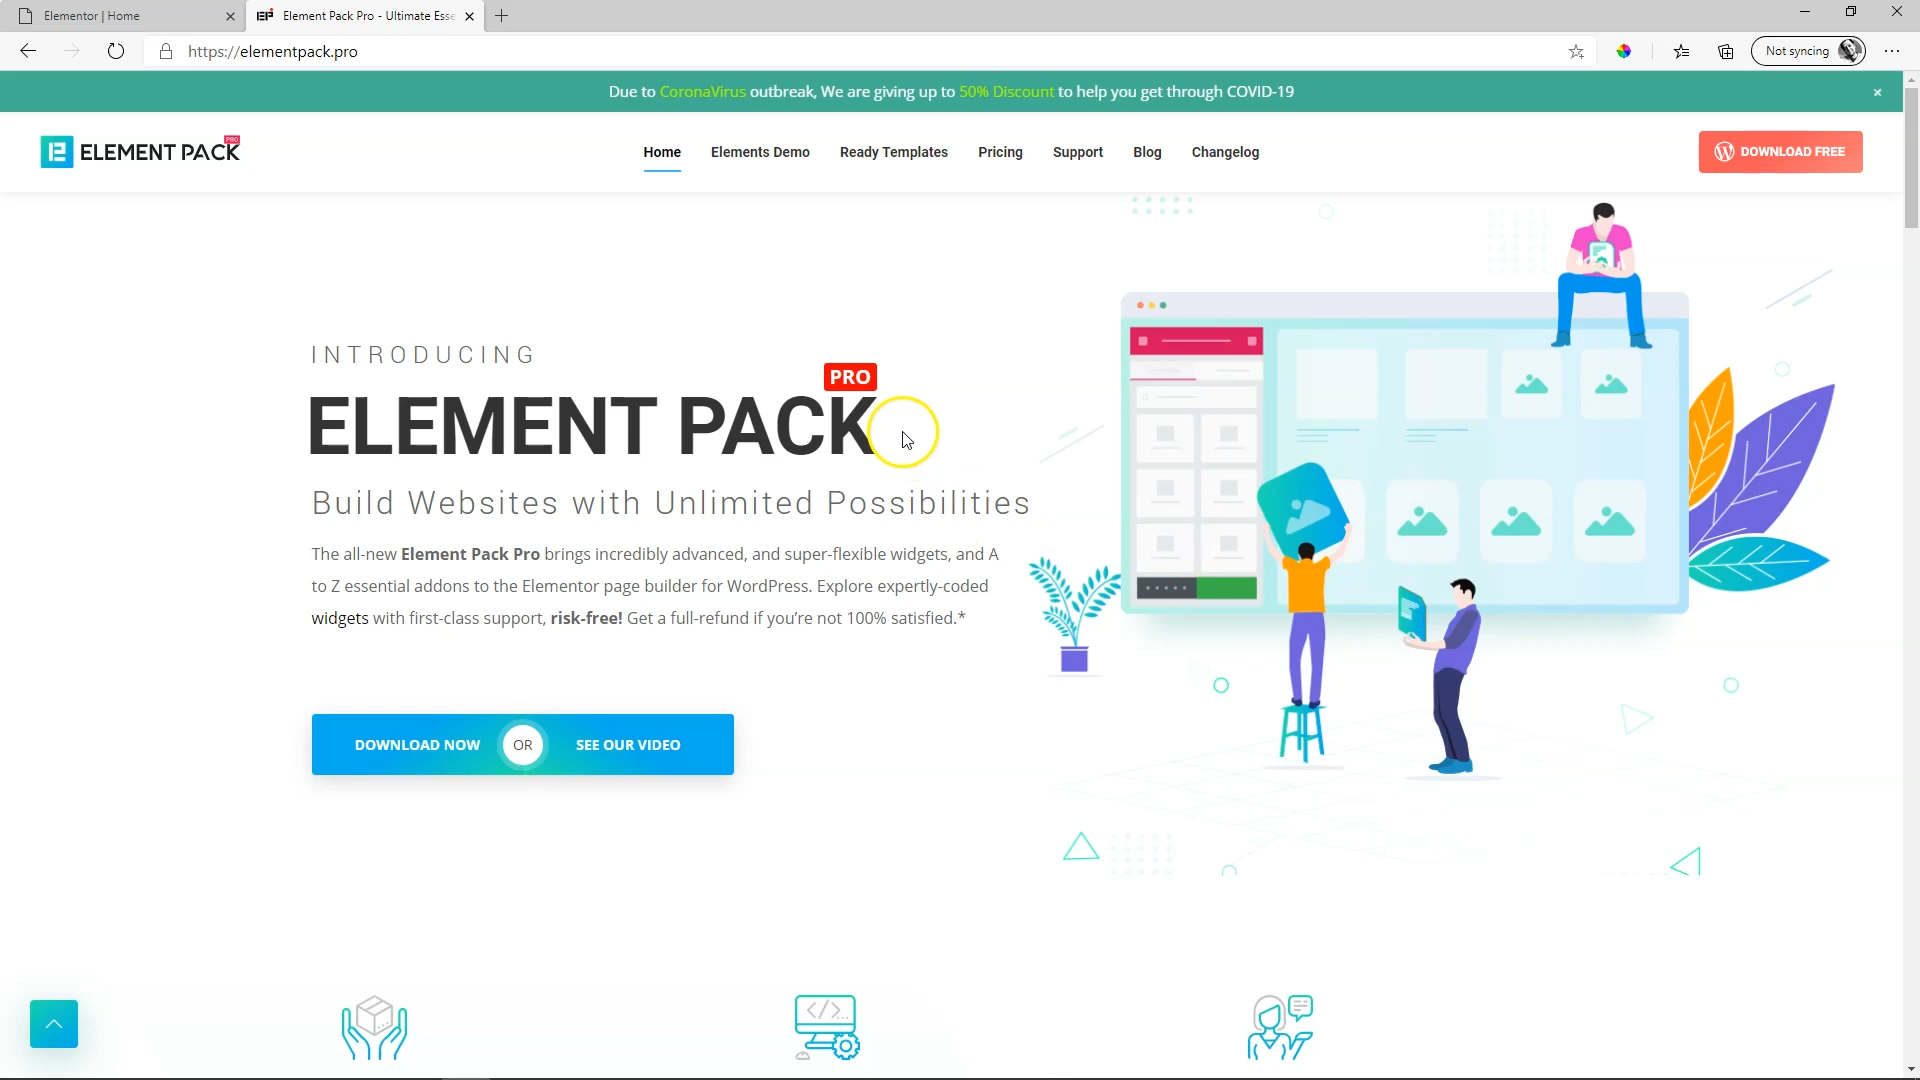 Elementor | Home
Element Pack Pro - Ultimate Esse
https://elementpack.pro
Not syncing
Due to CoronaVirus outbreak, We are giving up to 50% Discount to help you get through COVID-19
ELEMENT PACK
PRO
Home
Elements Demo
Ready Templates
Pricing
Support
Blog
Changelog
DOWNLOAD FREE
INTRODUCING
PRO
ELEMENT PACK
Build Websites with Unlimited Possibilities
The all-new Element Pack Pro brings incredibly advanced, and super-flexible widgets, and A
to Z essential addons to the Elementor page builder for WordPress. Explore expertly-coded
widgets with first-class support, risk-free! Get a full-refund if you’re not 100% satisfied.*
DOWNLOAD NOW
OR
SEE OUR VIDEO